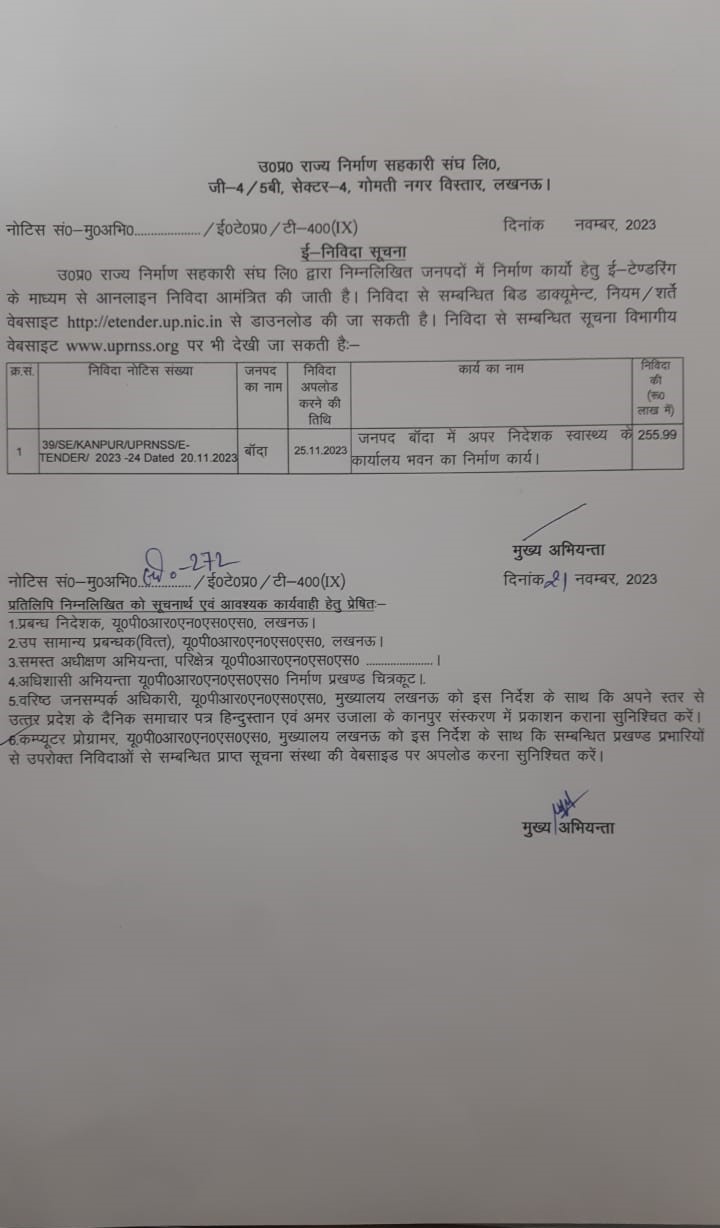 उ0प्र0 राज्य निर्माण सहकारी संघ लि0,
जी–4/5बी, सेक्टर–4, गोमती नगर विस्तार, लखनऊ।
नोटिस सं0–मु0अभि0..................../ई0टे0प्र0/टी–400(IX) दिनांक नवम्बर, 2023
ई–निविदा सूचना
उ0प्र0 राज्य निर्माण सहकारी संघ लि0 द्वारा निम्नलिखित जनपदों में निर्माण कार्यो हेतु ई–टेण्डरिंग
के माध्यम से आनलाइन निविदा आमंत्रित की जाती है। निविदा से सम्बन्धित बिड डाक्यूमेन्ट, नियम/शर्ते
वेबसाइट http://etender.up.nic.in से डाउनलोड की जा सकती है। निविदा से सम्बन्धित सूचना विभागीय
वेबसाइट www.uprnss.org पर भी देखी जा सकती हैः–
क्र.स. निविदा नोटिस संख्या जनपद का नाम निविदा अपलोड करने की तिथि कार्य का नाम निविदा की (रू0 लाख में)
1 39/SE/KANPUR/UPRNSS/E-TENDER/ 2023 -24 Dated 20.11.2023 बॉदा 25.11.2023 जनपद बॉदा में अपर निदेशक स्वास्थ्य के कार्यालय भवन का निर्माण कार्य। 255.99
मुख्य अभियन्ता
नोटिस सं0–मु0अभि0 –272 /ई0टे0प्र0/टी–400(IX) दिनांक 21 नवम्बर, 2023
प्रतिलिपि निम्नलिखित को सूचनार्थ एवं आवश्यक कार्यवाही हेतु प्रेषितः–
1.प्रबन्ध निदेशक, यू0पी0आर0एन0एस0एस0, लखनऊ।
2.उप सामान्य प्रबन्धक(वित्त), यू0पी0आर0एन0एस0एस0, लखनऊ।
3.समस्त अधीक्षण अभियन्ता, परिक्षेत्र यू0पी0आर0एन0एस0एस0 ....................।
4.अधिशासी अभियन्ता यू0पी0आर0एन0एस0एस0 निर्माण प्रखण्ड चित्रकूट।.
5.वरिष्ठ जनसम्पर्क अधिकारी, यू0पीआर0एन0एस0एस0, मुख्यालय लखनऊ को इस निर्देश के साथ कि अपने स्तर से
उत्तर प्रदेश के दैनिक समाचार पत्र हिन्दुस्तान एवं अमर उजाला के कानपुर संस्करण में प्रकाशन कराना सुनिश्चित करें।
6.कम्प्यूटर प्रोग्रामर, यू0पी0आर0एन0एस0एस0, मुख्यालय लखनऊ को इस निर्देश के साथ कि सम्बन्धित प्रखण्ड प्रभारियों
से उपरोक्त निविदाओं से सम्बन्धित प्राप्त सूचना संस्था की वेबसाइड पर अपलोड करना सुनिश्चित करें।
मुख्य अभियन्ता